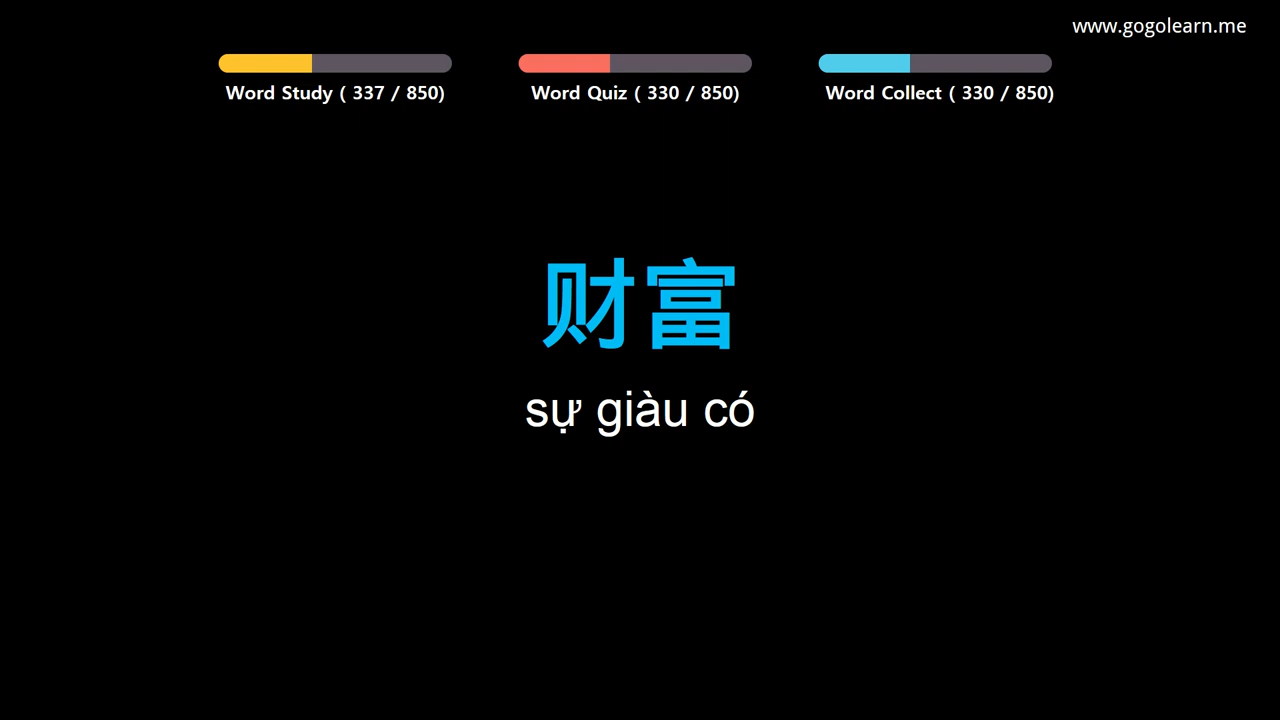 www.gogolearn.me
Word Study ( 337 / 850)
Word Quiz ( 330 / 850)
Word Collect ( 330 / 850)
财富
sự giàu có